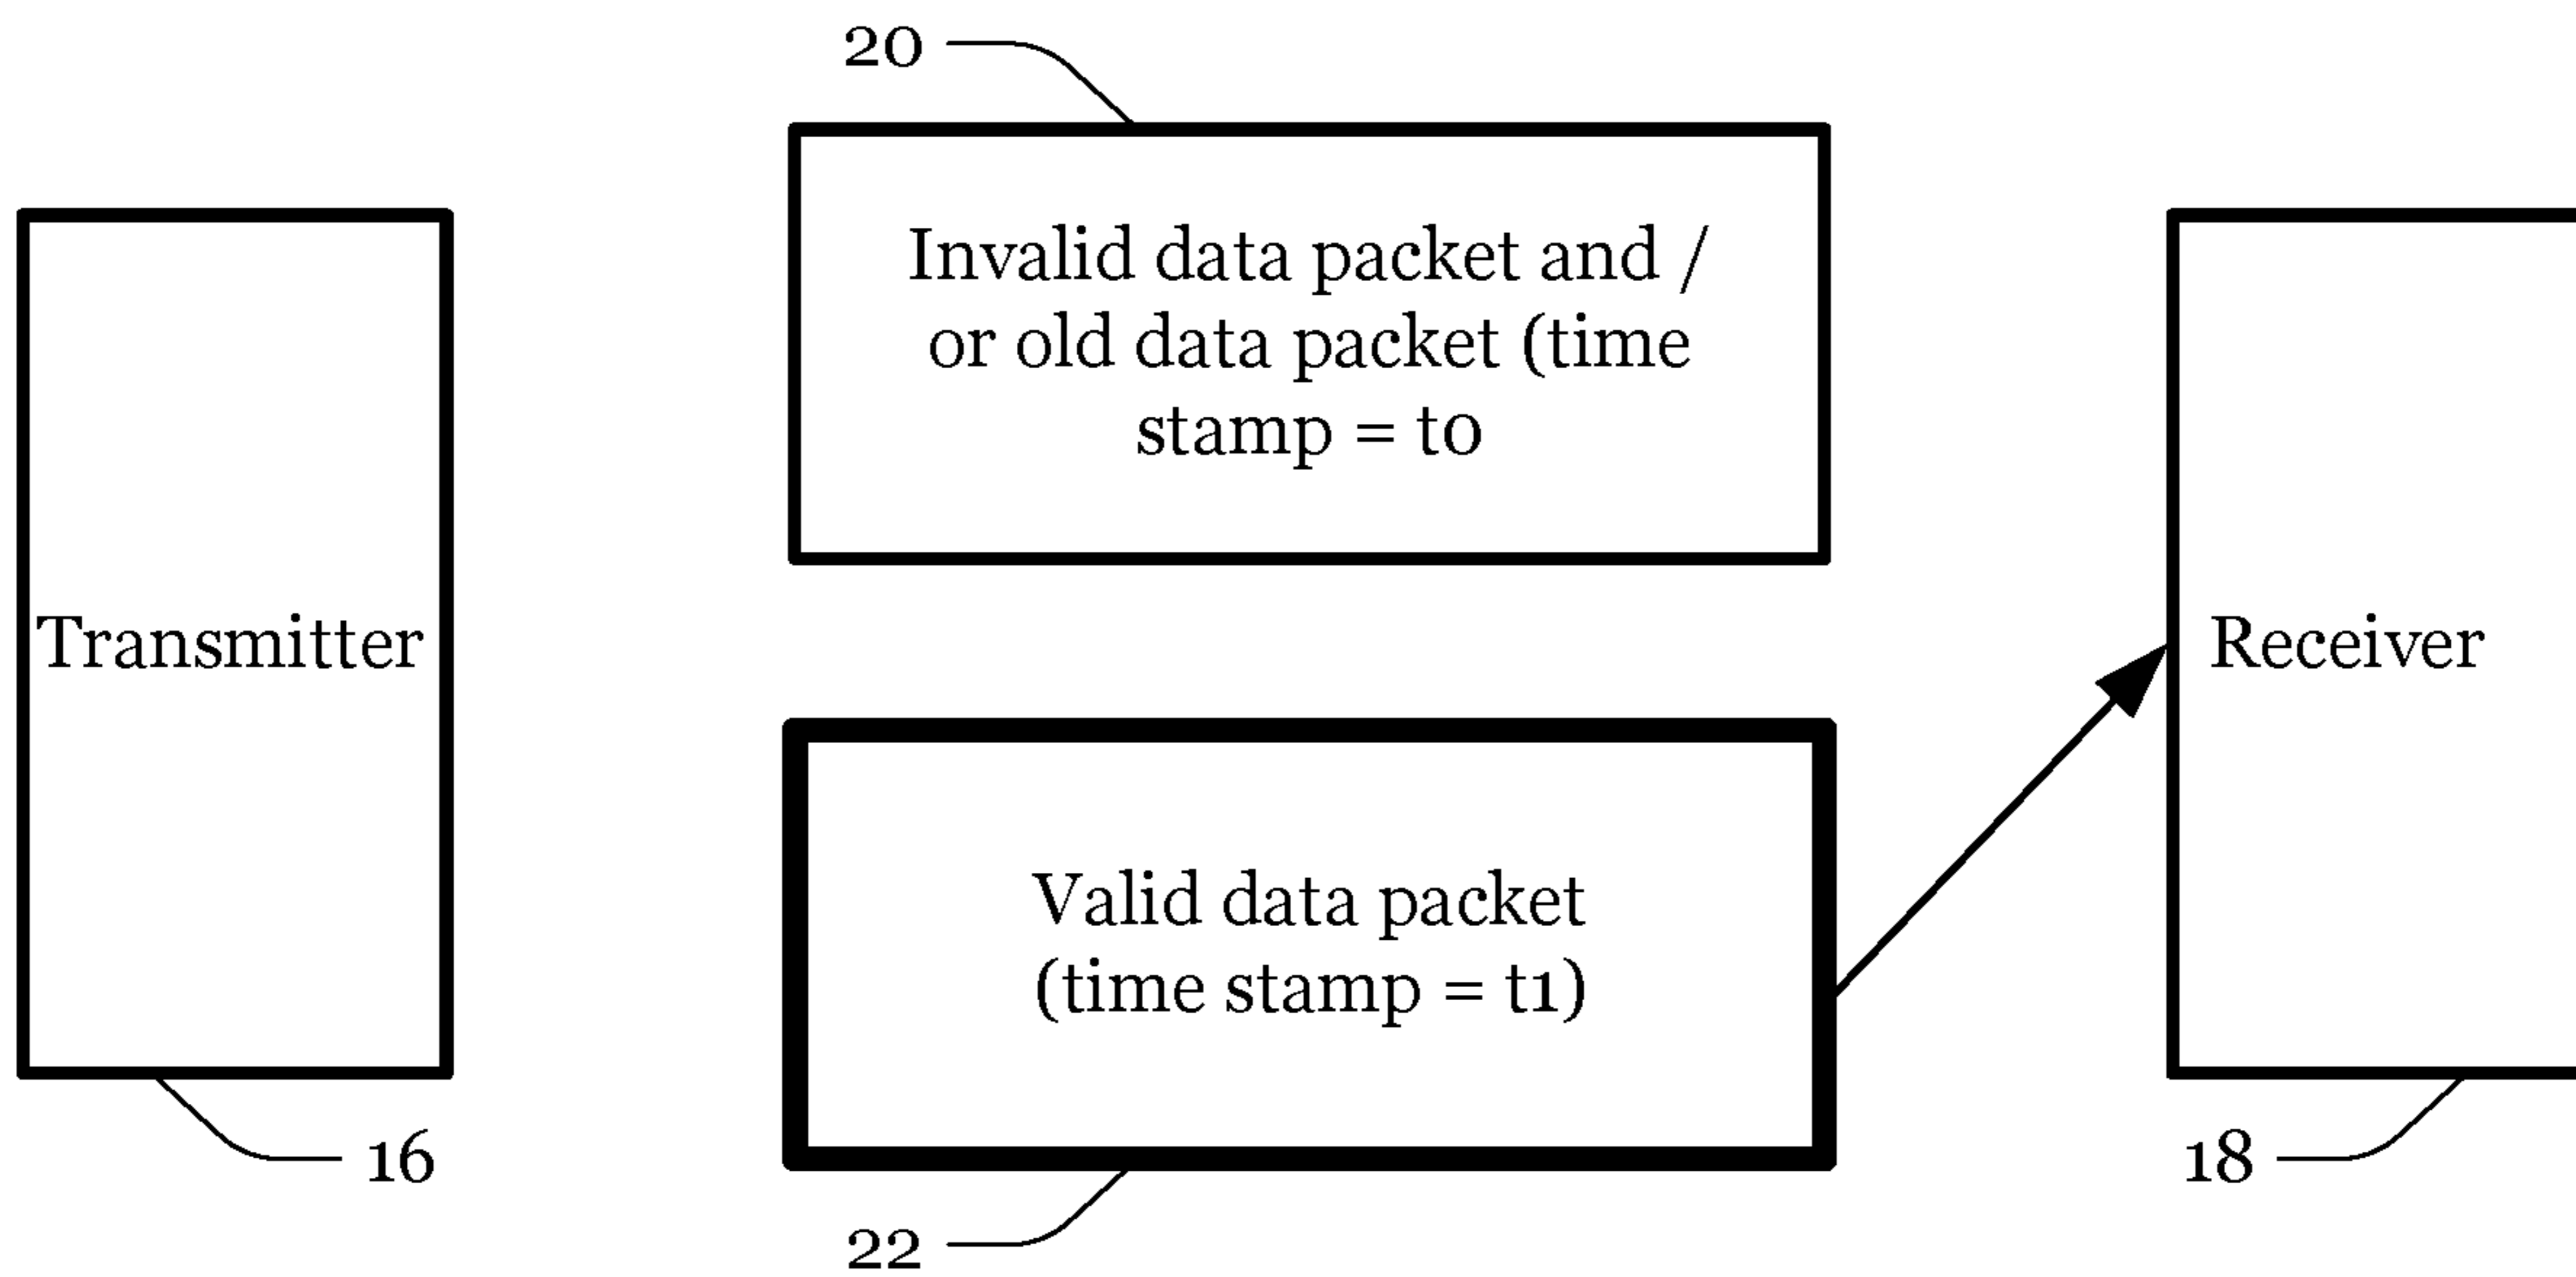 20
Invalid data packet and /
or old data packet (time
stamp = to
Transmitter
Receiver
Valid data packet
(time stamp = t1)
16
18
22